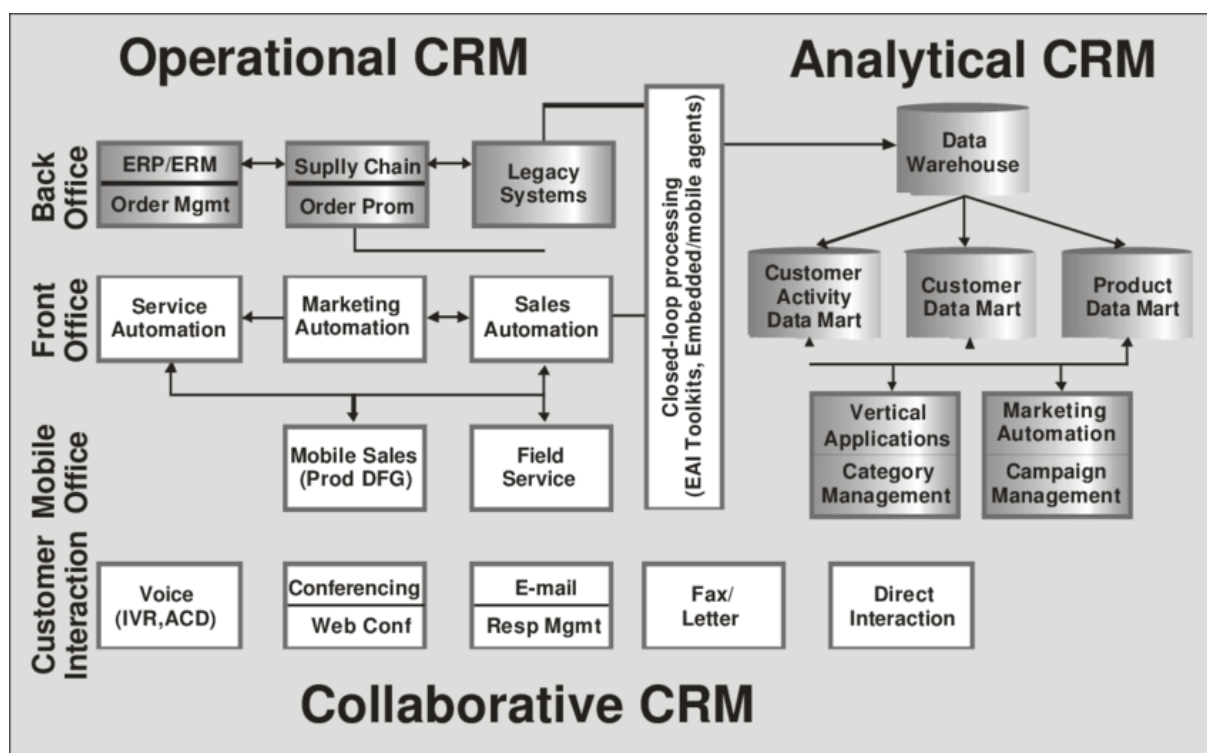 Operational CRM
Analytical CRM
Back
Office
ERP/ERM
Order Mgmt
Suplly Chain
Order Prom
Legacy
Systems
Closed-loop processing
(EAI Toolkits, Embedded/mobile agents)
Data
Warehouse
Front
Office
Service
Automation
Marketing
Automation
Sales
Automation
Customer
Activity
Data Mart
Customer
Data Mart
Product
Data Mart
Mobile
Office
Mobile Sales
(Prod DFG)
Field
Service
Vertical
Applications
Category
Management
Marketing
Automation
Campaign
Management
Customer
Interaction
Voice
(IVR,ACD)
Conferencing
Web Conf
E-mail
Resp Mgmt
Fax/
Letter
Direct
Interaction
Collaborative CRM